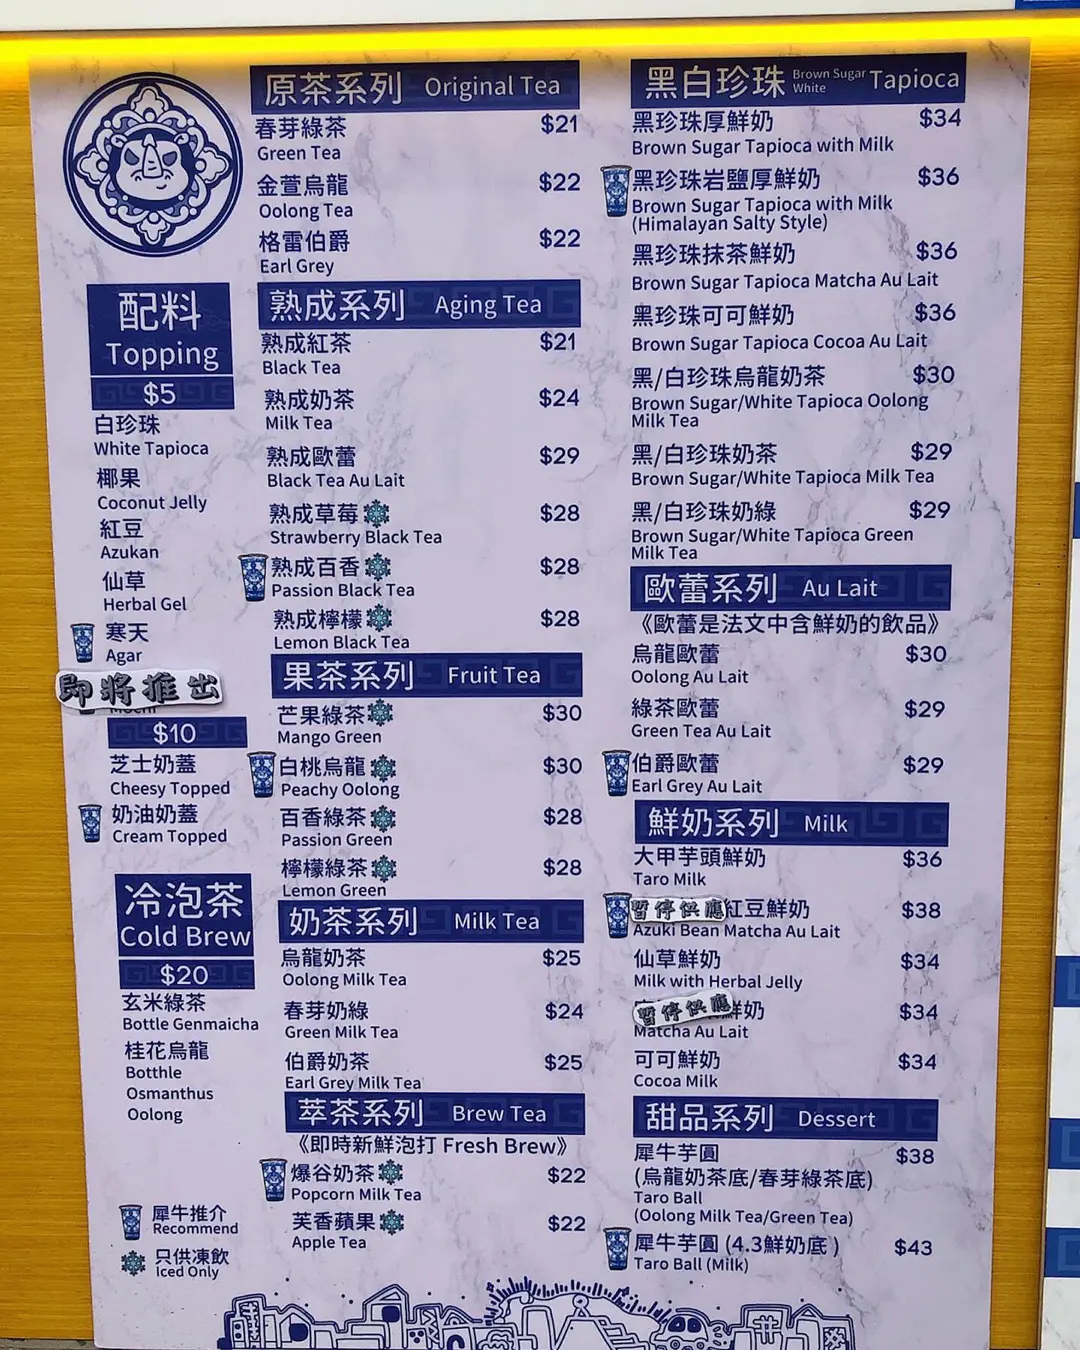 配料
Topping
$5
白珍珠
White Tapioca
椰果
Coconut Jelly
紅豆
Azukan
仙草
Herbal Gel
寒天
Agar
即將推出
Mochi
$10
芝士奶蓋
Cheesy Topped
奶油奶蓋
Cream Topped
冷泡茶
Cold Brew
$20
玄米綠茶
Bottle Genmaicha
桂花烏龍
Botthle
Osmanthus
Oolong
犀牛推介
Recommend
只供凍飲
Iced Only
原茶系列 Original Tea
春芽綠茶 $21
Green Tea
金萱烏龍 $22
Oolong Tea
格雷伯爵 $22
Earl Grey
熟成系列 Aging Tea
熟成紅茶 $21
Black Tea
熟成奶茶 $24
Milk Tea
熟成歐蕾 $29
Black Tea Au Lait
熟成草莓 $28
Strawberry Black Tea
熟成百香 $28
Passion Black Tea
熟成檸檬 $28
Lemon Black Tea
果茶系列 Fruit Tea
芒果綠茶 $30
Mango Green
白桃烏龍 $30
Peachy Oolong
百香綠茶 $28
Passion Green
檸檬綠茶 $28
Lemon Green
奶茶系列 Milk Tea
烏龍奶茶 $25
Oolong Milk Tea
春芽奶綠 $24
Green Milk Tea
伯爵奶茶 $25
Earl Grey Milk Tea
萃茶系列 Brew Tea
《即時新鮮泡打 Fresh Brew》
爆谷奶茶 $22
Popcorn Milk Tea
芙香蘋果 $22
Apple Tea
黑白珍珠 Brown Sugar White Tapioca
黑珍珠厚鮮奶 $34
Brown Sugar Tapioca with Milk
黑珍珠岩鹽厚鮮奶 $36
Brown Sugar Tapioca with Milk
(Himalayan Salty Style)
黑珍珠抹茶鮮奶 $36
Brown Sugar Tapioca Matcha Au Lait
黑珍珠可可鮮奶 $36
Brown Sugar Tapioca Cocoa Au Lait
黑/白珍珠烏龍奶茶 $30
Brown Sugar/White Tapioca Oolong
Milk Tea
黑/白珍珠奶茶 $29
Brown Sugar/White Tapioca Milk Tea
黑/白珍珠奶綠 $29
Brown Sugar/White Tapioca Green
Milk Tea
歐蕾系列 Au Lait
《歐蕾是法文中含鮮奶的飲品》
烏龍歐蕾 $30
Oolong Au Lait
綠茶歐蕾 $29
Green Tea Au Lait
伯爵歐蕾 $29
Earl Grey Au Lait
鮮奶系列 Milk
大甲芋頭鮮奶 $36
Taro Milk
暫停供應 紅豆鮮奶 $38
Azuki Bean Matcha Au Lait
仙草鮮奶 $34
Milk with Herbal Jelly
暫停供應 鮮奶 $34
Matcha Au Lait
可可鮮奶 $34
Cocoa Milk
甜品系列 Dessert
犀牛芋圓 $38
(烏龍奶茶底/春芽綠茶底)
Taro Ball
(Oolong Milk Tea/Green Tea)
犀牛芋圓 (4.3鮮奶底 ) $43
Taro Ball (Milk)